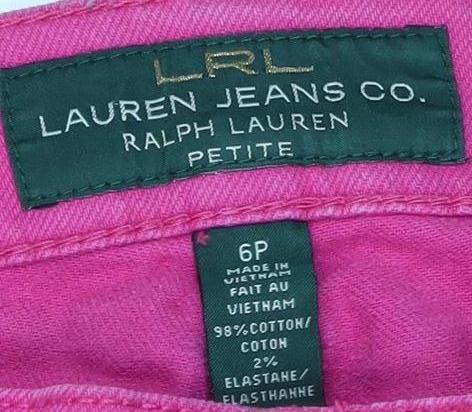 LRL
LAUREN JEANS CO.
RALPH LAUREN
PETITE
6P
MADE IN
VIETNAM
FAIT AU
VIETNAM
98%COTTON/
COTON
2%
ELASTANE/
ELASTHANNE